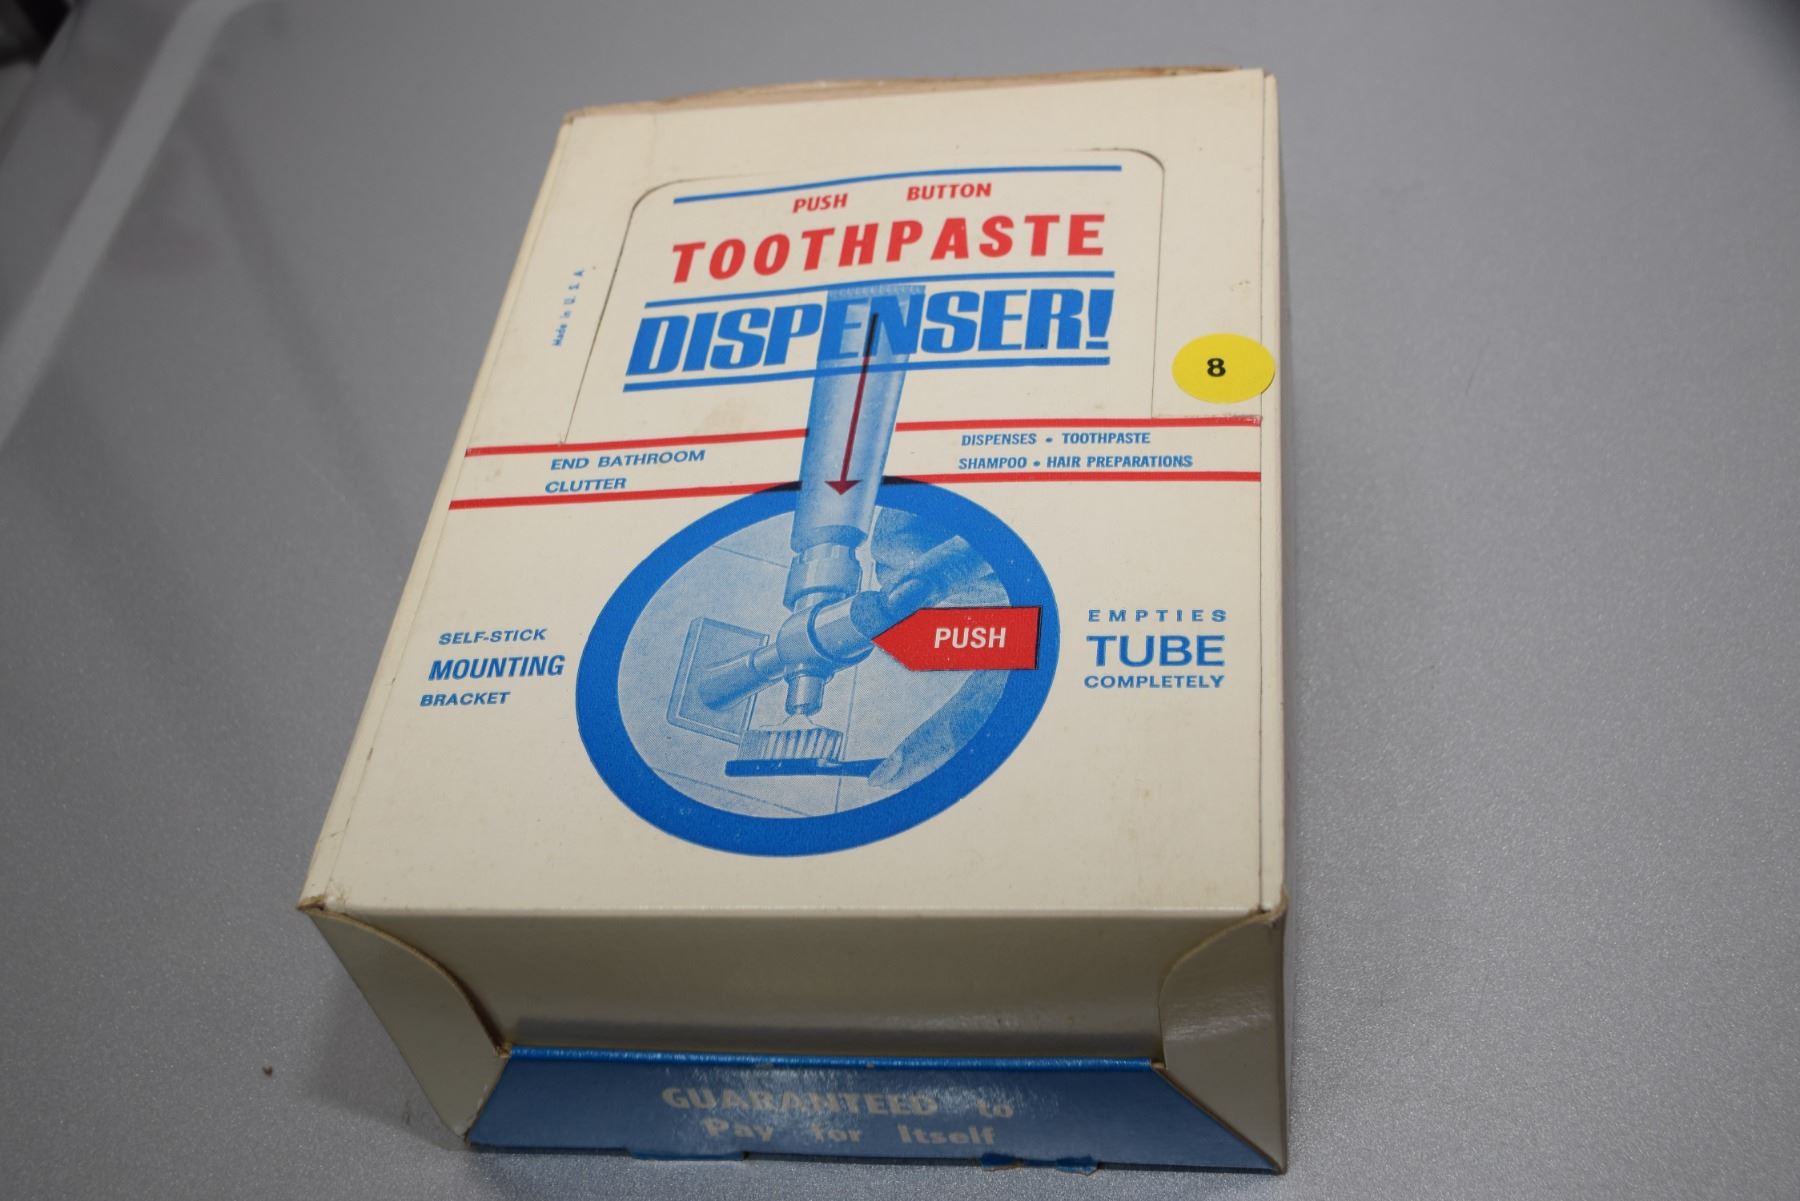 PUSH BUTTON
TOOTHPASTE
DISPENSER!
Made in U. S. A.
8
END BATHROOM
CLUTTER
DISPENSES • TOOTHPASTE
SHAMPOO • HAIR PREPARATIONS
SELF-STICK
MOUNTING
BRACKET
PUSH
EMPTIES
TUBE
COMPLETELY
GUARANTEED to
Pay for Itself